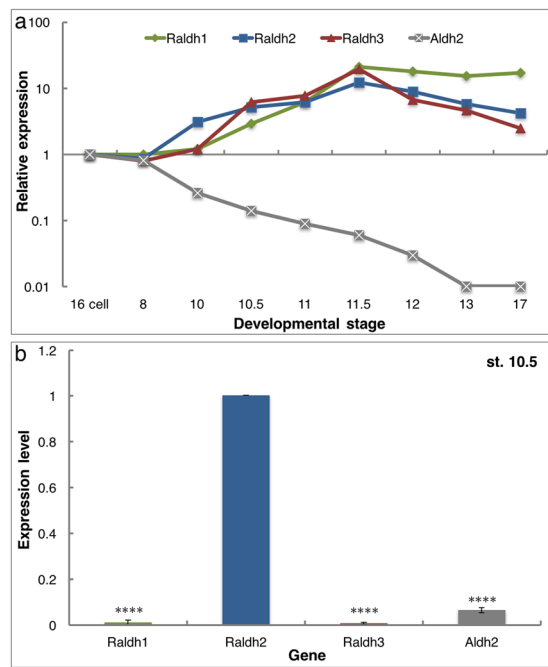 a
100
Raldh1 Raldh2 Raldh3 Aldh2
10
1
0.1
0.01
Relative expression
16 cell 8 10 10.5 11 11.5 12 13 17
Developmental stage
b
st. 10.5
1.2
1
0.8
0.6
0.4
0.2
0
Expression level
**** **** ****
Raldh1 Raldh2 Raldh3 Aldh2
Gene